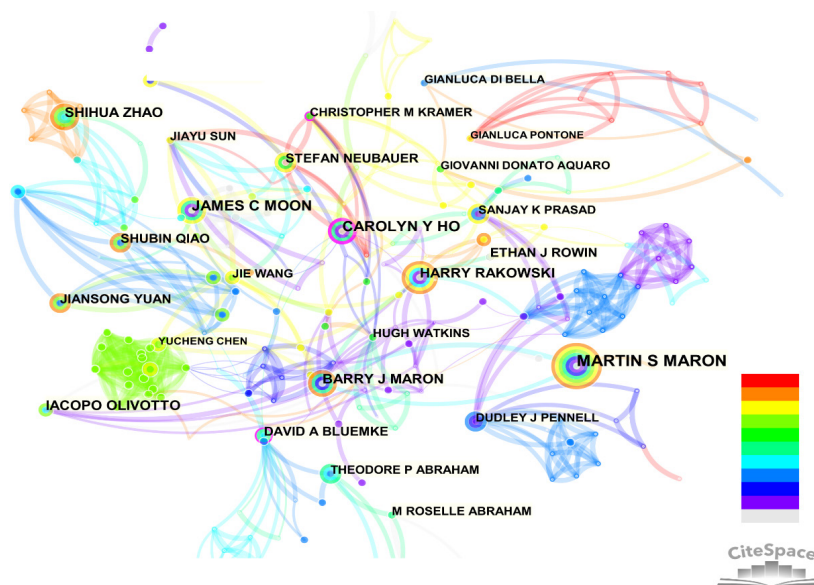 GIANLUCA DI BELLA
SHIHUA ZHAO
CHRISTOPHER M KRAMER
JIAYU SUN
GIANLUCA PONTONE
STEFAN NEUBAUER
GIOVANNI DONATO AQUARO
JAMES C MOON
SANJAY K PRASAD
CAROLYN Y HO
SHUBIN QIAO
ETHAN J ROWIN
JIE WANG
HARRY RAKOWSKI
JIANSONG YUAN
HUGH WATKINS
YUCHENG CHEN
MARTIN S MARON
BARRY J MARON
IACOPO OLIVOTTO
DUDLEY J PENNELL
DAVID A BLUEMKE
THEODORE P ABRAHAM
M ROSELLE ABRAHAM
CiteSpace